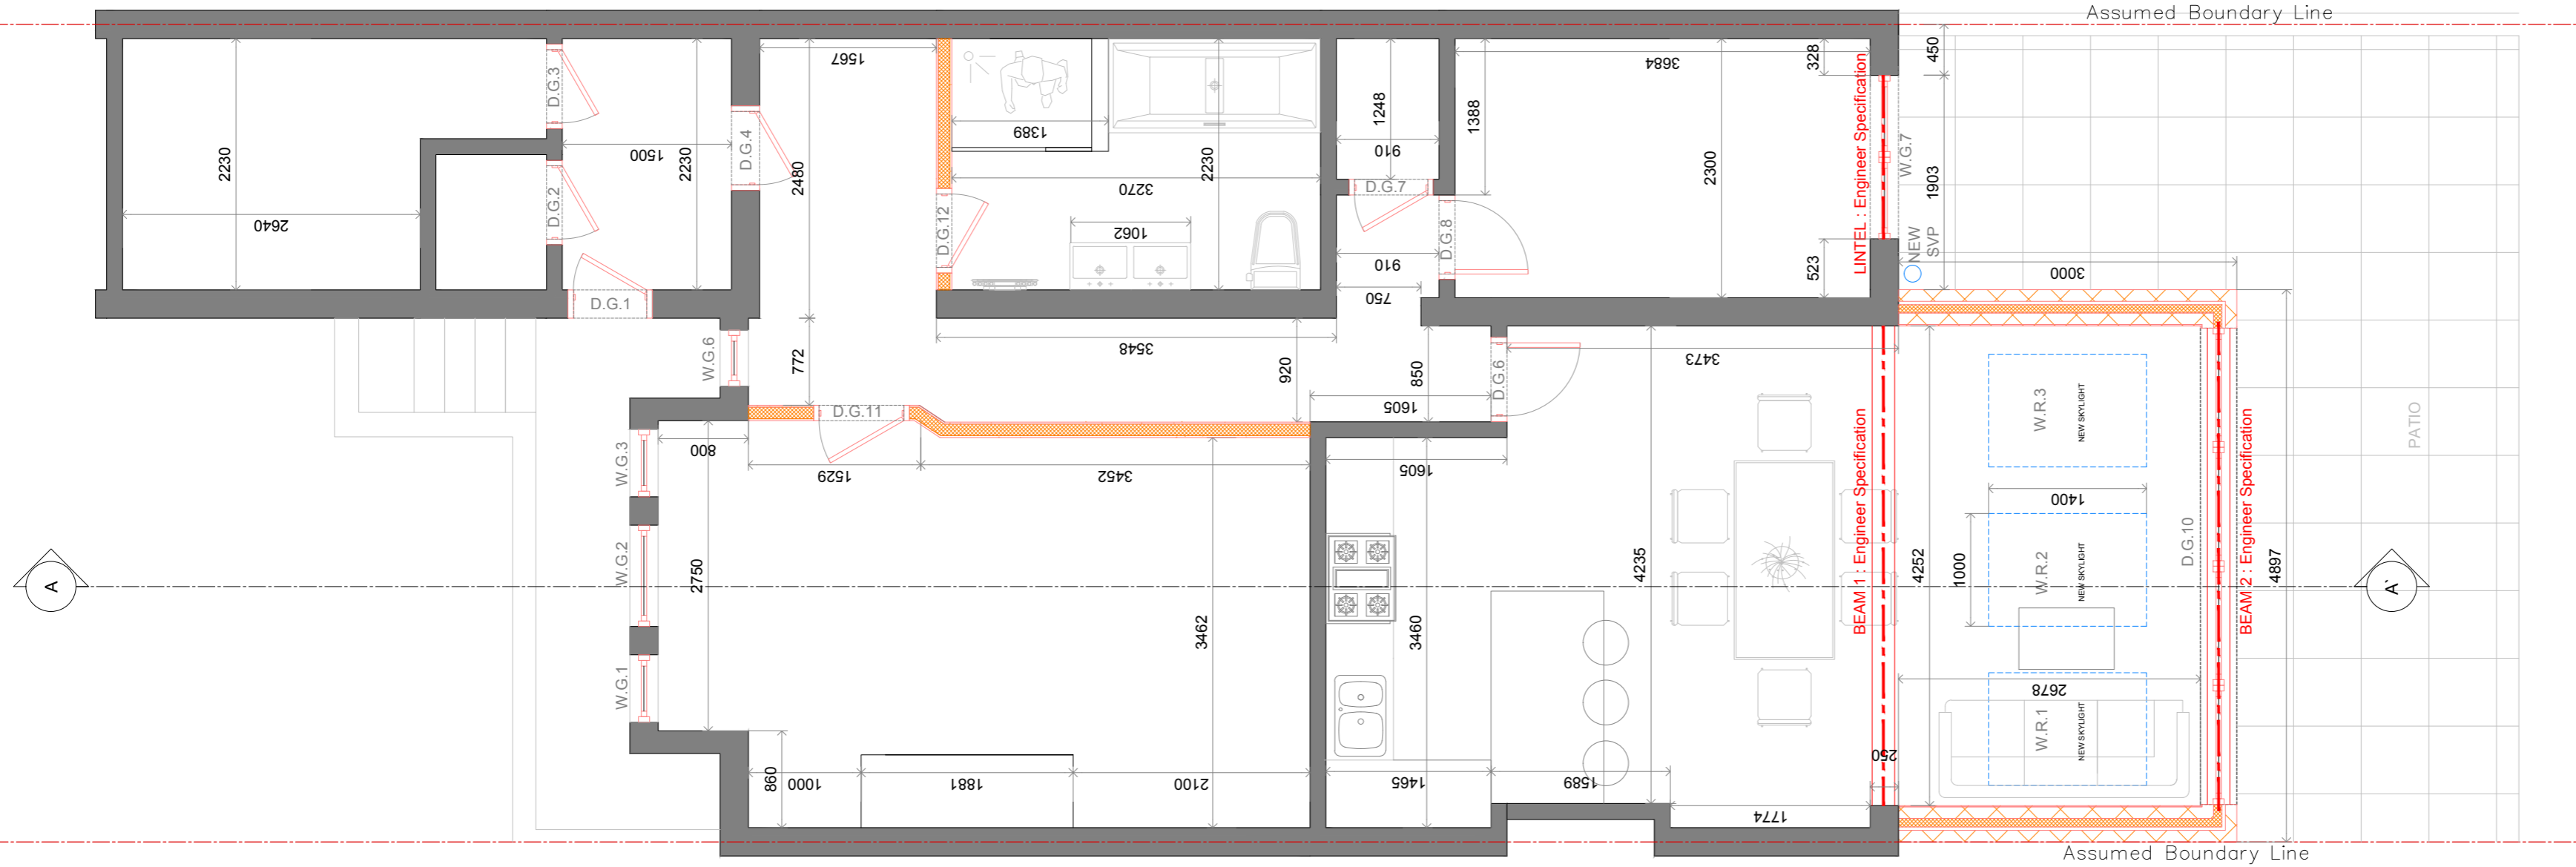 Assumed Boundary Line
1567
3684
328
450
D.G.3
LINTEL : Engineer Specification
1248
1388
1389
D.G.4
1500
2230
2230
2480
910
2230
2300
W.G.7
D.G.7
3270
1903
D.G.2
2640
D.G.12
1062
D.G.8
NEW
SVP
910
523
3000
D.G.1
750
W.G.6
772
3548
920
850
D.G.6
3473
1605
D.G.11
W.R.3
NEW SKYLIGHT
PATIO
W.G.3
800
1529
3452
1605
BEAM 1 : Engineer Specification
BEAM 2 : Engineer Specification
1400
D.G.10
A
W.G.2
2750
4235
4252
1000
W.R.2
NEW SKYLIGHT
4897
A'
3462
3460
W.G.1
2678
W.R.1
NEW SKYLIGHT
250
860
1000
1881
2100
1465
1589
1774
Assumed Boundary Line